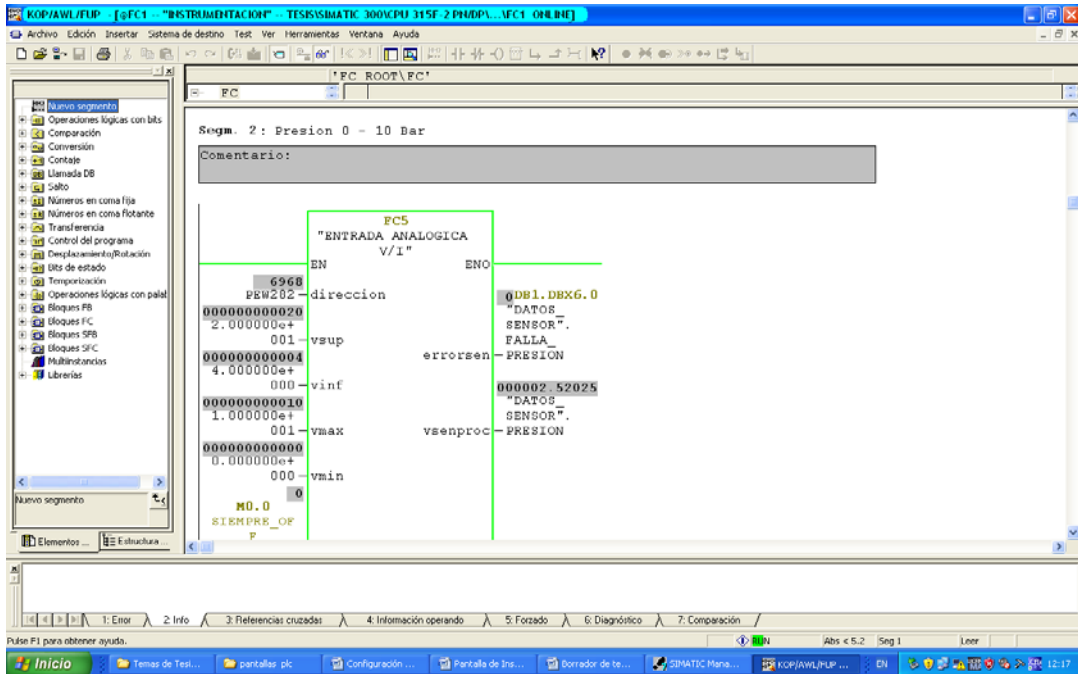 KOP/AWL/FUP - [@FC1 -- "INSTRUMENTACION" -- TESIS\SIMATIC 300\CPU 315F-2 PN/DP\...\FC1 ONLINE]
Archivo Edición Insertar Sistema de destino Test Ver Herramientas Ventana Ayuda
'FC ROOT\FC'
FC
Nuevo segmento
Operaciones lógicas con bits
Comparación
Conversión
Contaje
Llamada DB
Salto
Números en coma fija
Números en coma flotante
Transferencia
Control del programa
Desplazamiento/Rotación
Bits de estado
Temporización
Operaciones lógicas con palab
Bloques FB
Bloques FC
Bloques SFB
Bloques SFC
Multiinstancias
Librerías
Nuevo segmento
Elementos ...
Estructura ...
Segm. 2: Presion 0 - 10 Bar
Comentario:
FC5
"ENTRADA ANALOGICA
V/I"
EN ENO
6968
PEW282 direccion
000000000020
2.000000e+
001 vsup
000000000004
4.000000e+
000 vinf
000000000010
1.000000e+
001 vmax
000000000000
0.000000e+
000 vmin
0
M0.0
SIEMPRE_OF
F
0 DB1.DBX6.0
"DATOS_
SENSOR".
FALLA_
errorsen PRESION
000002.52025
"DATOS_
SENSOR".
vsenproc PRESION
1: Error 2: Info 3: Referencias cruzadas 4: Información operando 5: Forzado 6: Diagnóstico 7: Comparación
Pulse F1 para obtener ayuda.
RUN Abs < 5.2 Seg 1 Leer
Inicio Temas de Tesi... pantallas plc Configuración ... Pantalla de Ins... Borrador de te... SIMATIC Mana... KOP/AWL/FUP ... EN 12:17